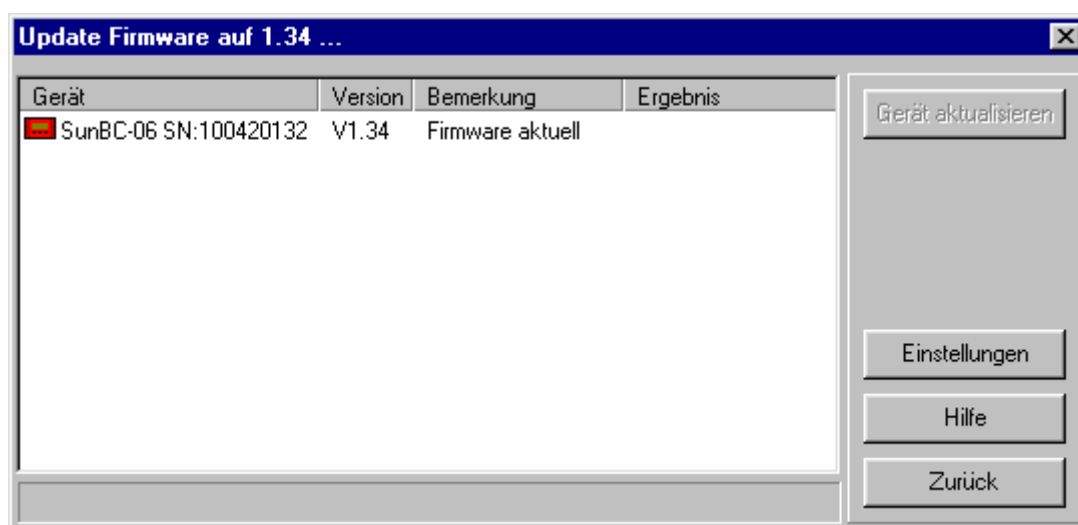 Update Firmware auf 1.34 ...
Gerät Version Bemerkung Ergebnis
SunBC-06 SN:100420132 V1.34 Firmware aktuell
Gerät aktualisieren
Einstellungen
Hilfe
Zurück